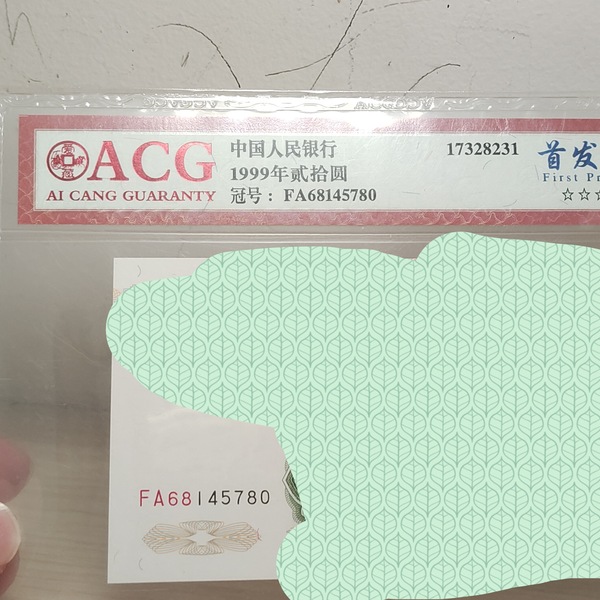 ACG
AI CANG GUARANTY
中国人民银行
1999年贰拾圆
冠号： FA68145780
17328231
首发
First Pr
☆☆
FA68145780